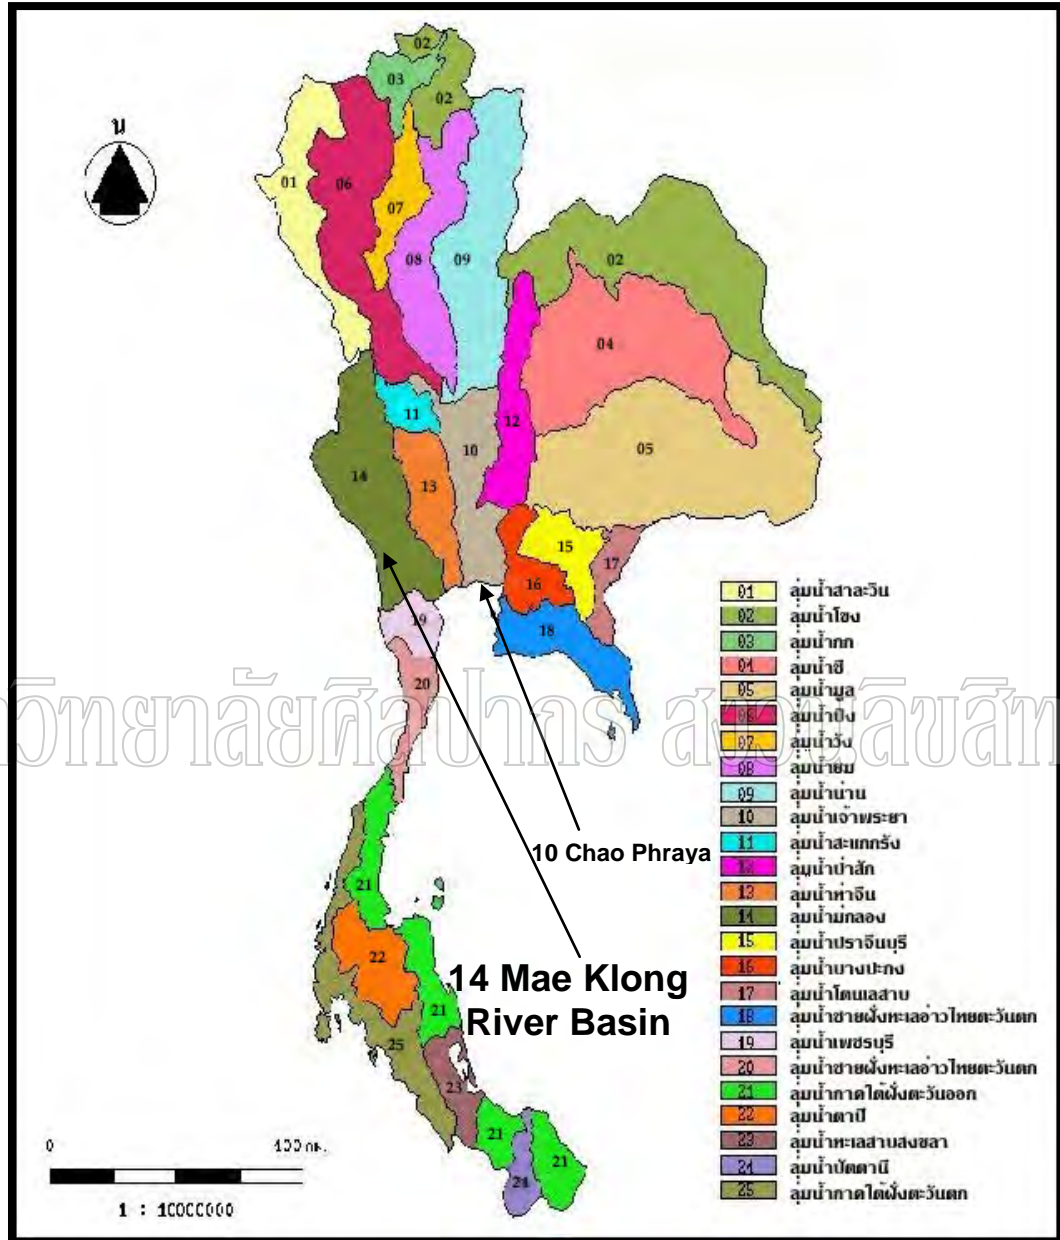 น
02
03
02
01
06
07
08
09
02
04
11
12
10
05
14
13
15
17
16
18
19
20
21
22
21
25
23
21
24
21
10 Chao Phraya
14 Mae Klong
River Basin
01 ลุ่มน้ำสาละวิน
02 ลุ่มน้ำโขง
03 ลุ่มน้ำกก
04 ลุ่มน้ำชี
05 ลุ่มน้ำมูล
06 ลุ่มน้ำปิง
07 ลุ่มน้ำวัง
08 ลุ่มน้ำยม
09 ลุ่มน้ำน่าน
10 ลุ่มน้ำเจ้าพระยา
11 ลุ่มน้ำสะแกกรัง
12 ลุ่มน้ำป่าสัก
13 ลุ่มน้ำท่าจีน
14 ลุ่มน้ำแม่กลอง
15 ลุ่มน้ำปราจีนบุรี
16 ลุ่มน้ำบางปะกง
17 ลุ่มน้ำโตนเลสาบ
18 ลุ่มน้ำชายฝั่งทะเลอ่าวไทยตะวันตก
19 ลุ่มน้ำเพชรบุรี
20 ลุ่มน้ำชายฝั่งทะเลอ่าวไทยตะวันตก
21 ลุ่มน้ำภาคใต้ฝั่งตะวันออก
22 ลุ่มน้ำตาปี
23 ลุ่มน้ำทะเลสาบสงขลา
24 ลุ่มน้ำปัตตานี
25 ลุ่มน้ำภาคใต้ฝั่งตะวันตก
0 100 กม.
1 : 10000000